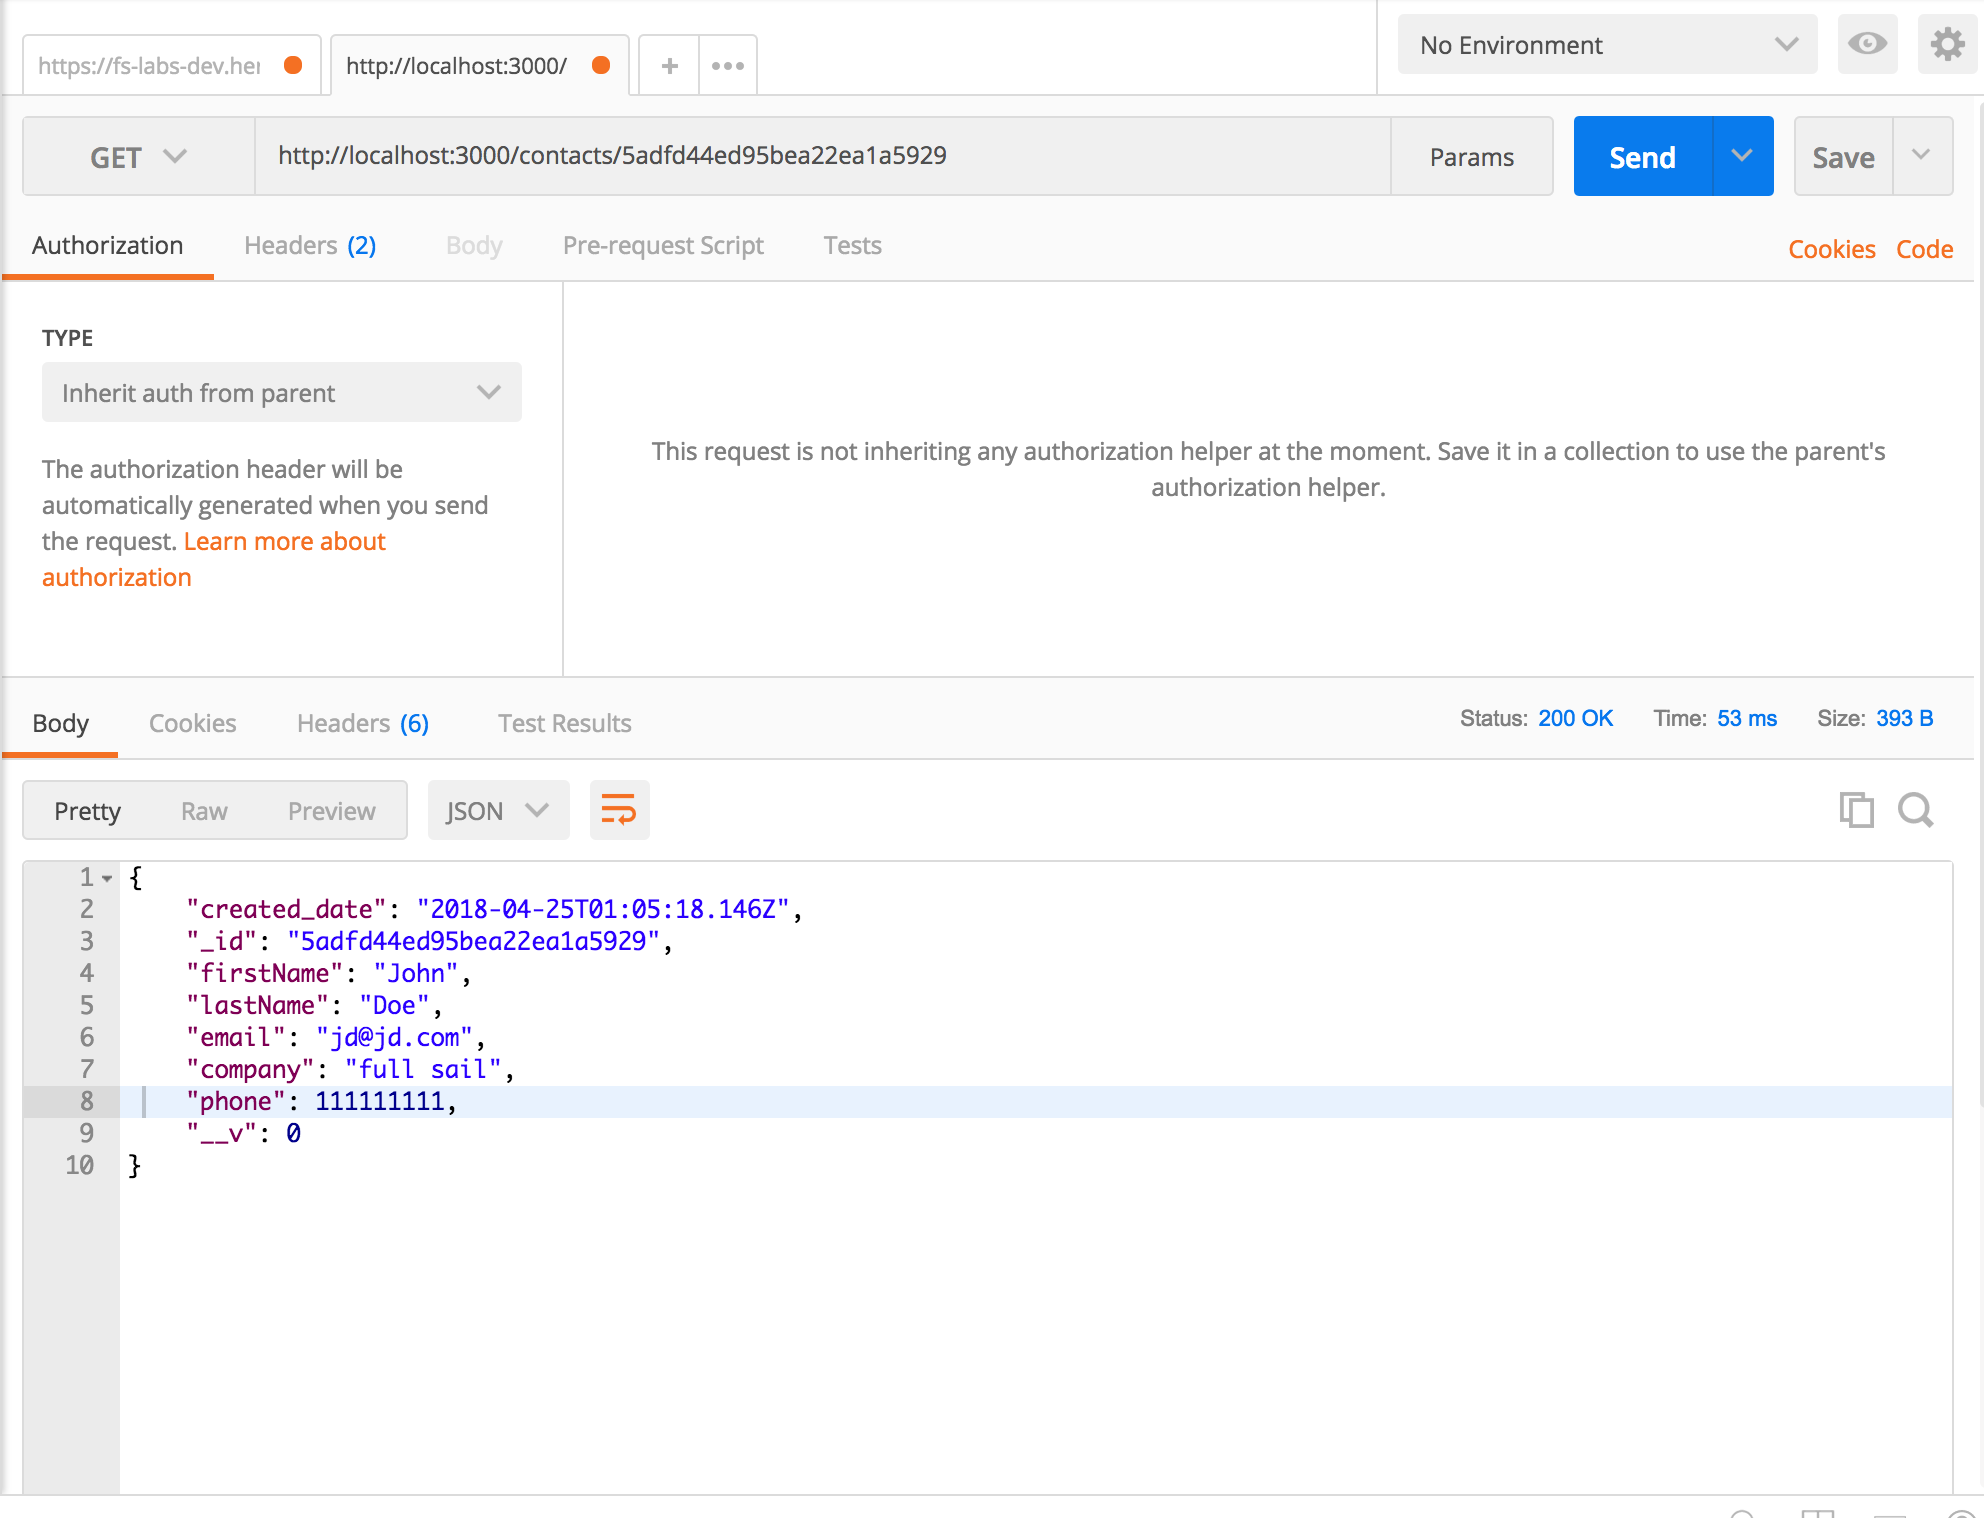 https://fs-labs-dev.her
http://localhost:3000/
+
No Environment
GET
http://localhost:3000/contacts/5adfd44ed95bea22ea1a5929
Params
Send
Save
Authorization
Headers (2)
Body
Pre-request Script
Tests
Cookies
Code
TYPE
Inherit auth from parent
The authorization header will be
automatically generated when you send
the request. Learn more about
authorization
This request is not inheriting any authorization helper at the moment. Save it in a collection to use the parent's
authorization helper.
Body
Cookies
Headers (6)
Test Results
Status: 200 OK
Time: 53 ms
Size: 393 B
Pretty
Raw
Preview
JSON
1 {
2 "created_date": "2018-04-25T01:05:18.146Z",
3 "_id": "5adfd44ed95bea22ea1a5929",
4 "firstName": "John",
5 "lastName": "Doe",
6 "email": "jd@jd.com",
7 "company": "full sail",
8 "phone": 111111111,
9 "__v": 0
10 }